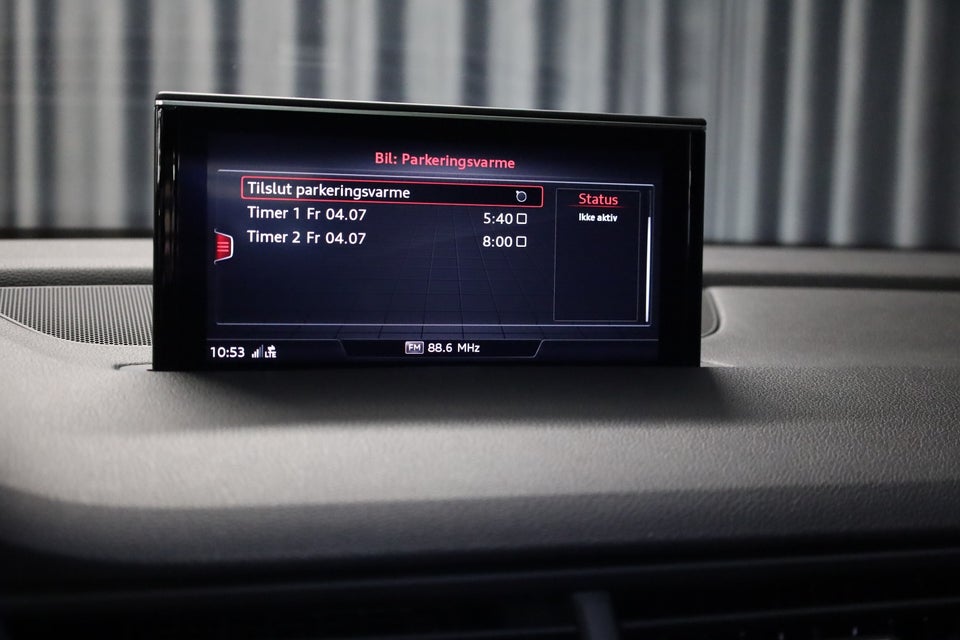 Bil: Parkeringsvarme
Tilslut parkeringsvarme
Timer 1 Fr 04.07 5:40
Timer 2 Fr 04.07 8:00
Status
Ikke aktiv
10:53 LTE
FM 88.6 MHz